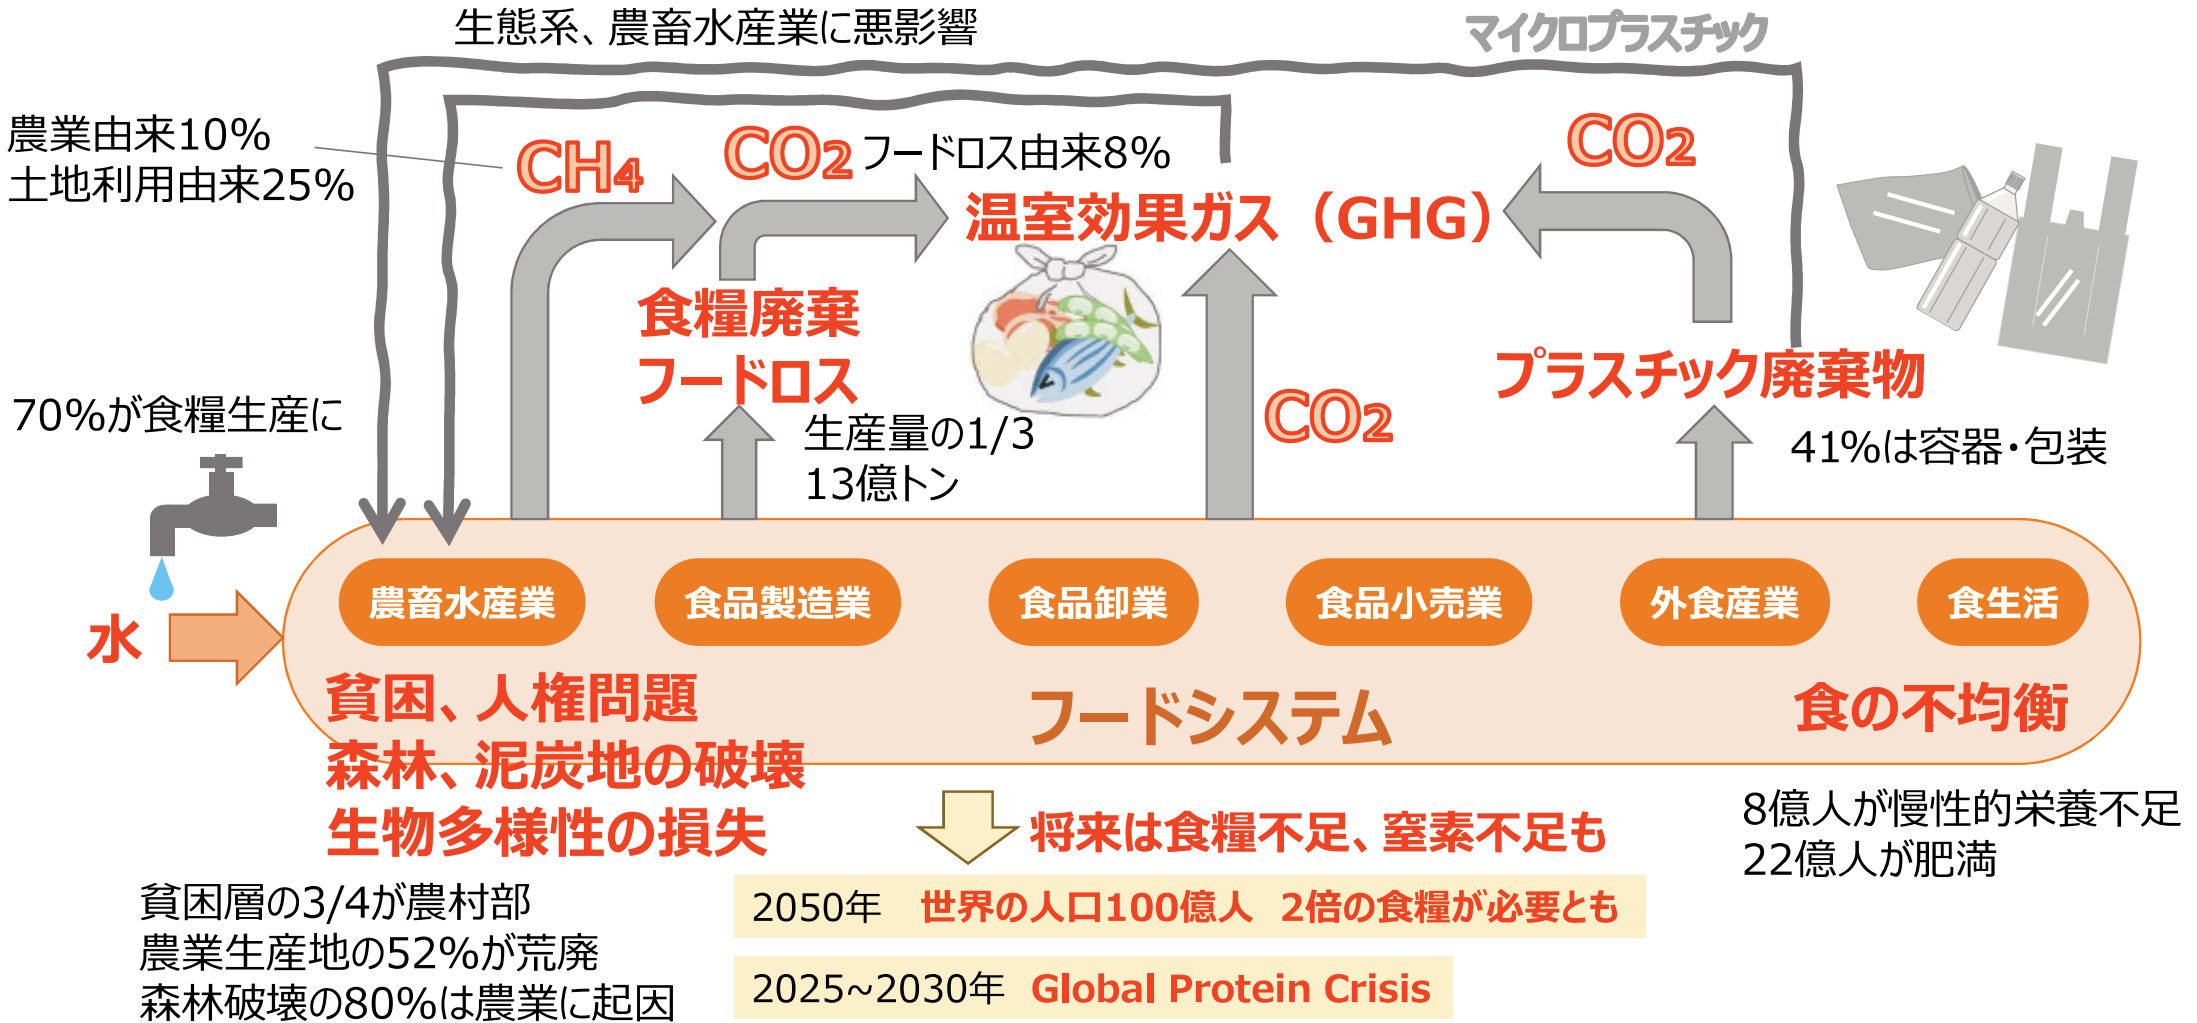 生態系、農畜水産業に悪影響
マイクロプラスチック
農業由来10%
土地利用由来25%
CH4
CO2
フードロス由来8%
CO2
温室効果ガス（GHG）
食糧廃棄
フードロス
プラスチック廃棄物
70%が食糧生産に
生産量の1/3
13億トン
CO2
41%は容器・包装
水
農畜水産業
食品製造業
食品卸業
食品小売業
外食産業
食生活
貧困、人権問題
森林、泥炭地の破壊
生物多様性の損失
フードシステム
食の不均衡
将来は食糧不足、窒素不足も
8億人が慢性的栄養不足
22億人が肥満
貧困層の3/4が農村部
農業生産地の52%が荒廃
森林破壊の80%は農業に起因
2050年 世界の人口100億人 2倍の食糧が必要とも
2025~2030年 Global Protein Crisis